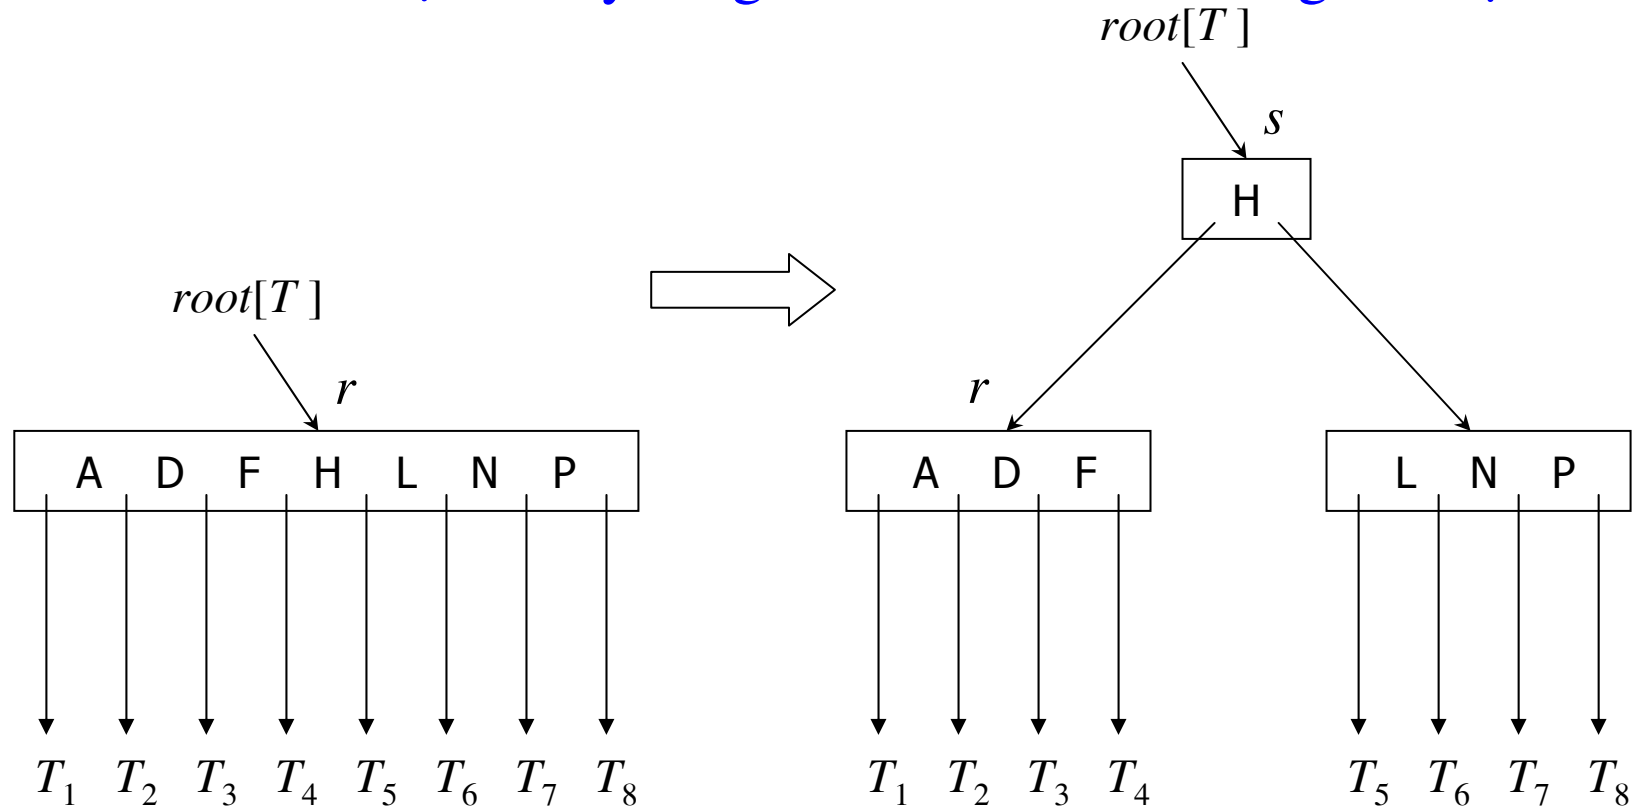 root[T ]
s
H
root[T ]
r
A D F H L N P
T1 T2 T3 T4 T5 T6 T7 T8
r
A D F
L N P
T1 T2 T3 T4
T5 T6 T7 T8